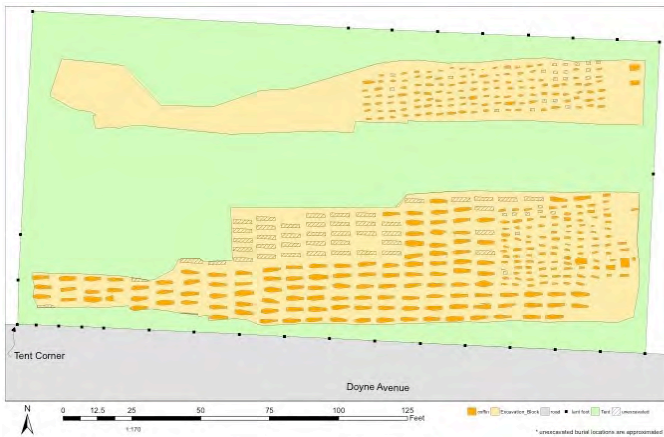 Tent Corner
Doyne Avenue
N
0 12.5 25 50 75 100 125
Feet
1:170
coffin Excavation_Block road tent foot Tent unexcavated
* unexcavated burial locations are approximated